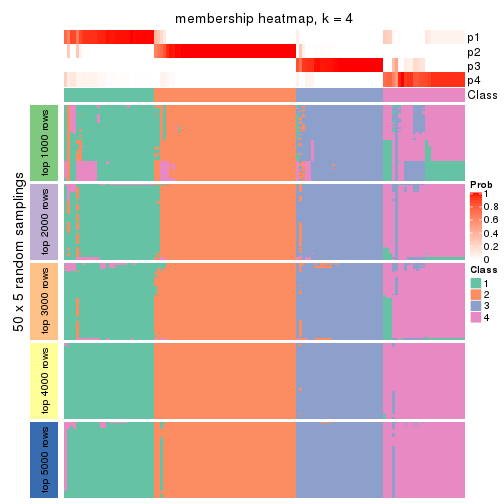 membership heatmap, k = 4
p1
p2
p3
p4
Class
50 x 5 random samplings
top 1000 rows
top 2000 rows
top 3000 rows
top 4000 rows
top 5000 rows
Prob
1
0.8
0.6
0.4
0.2
0
Class
1
2
3
4